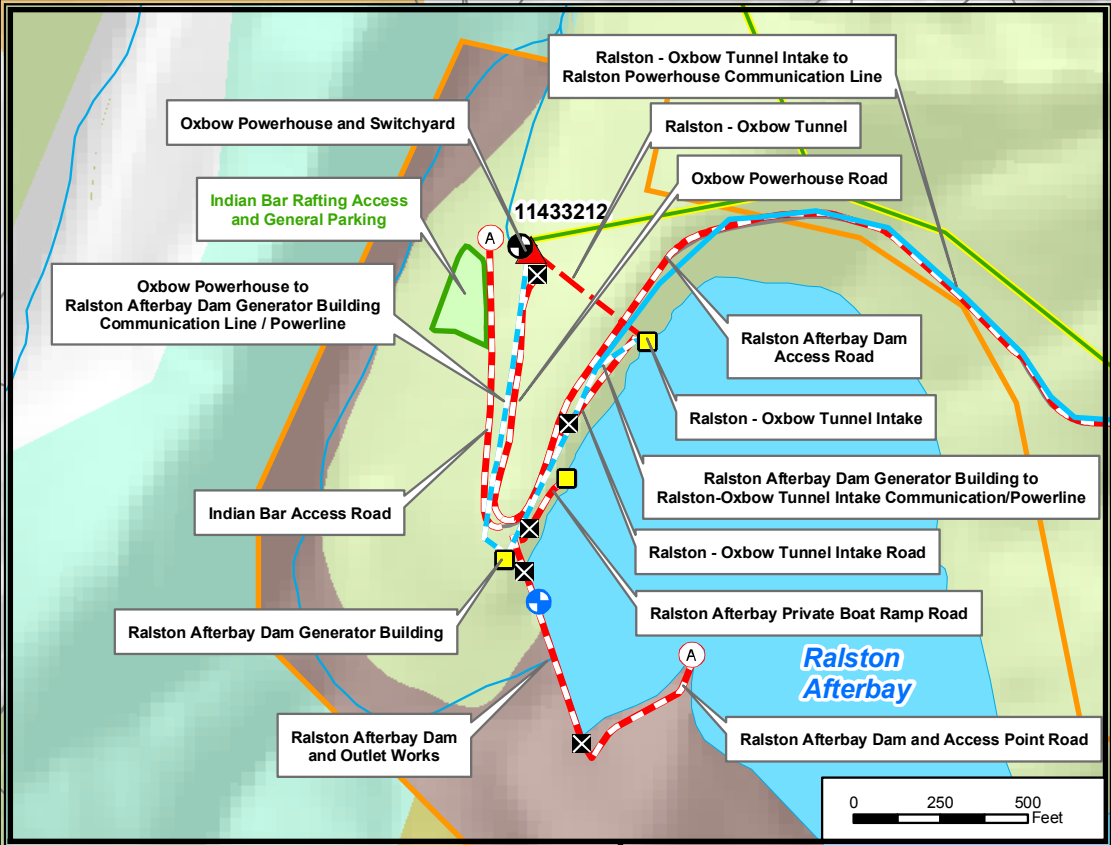 Ralston - Oxbow Tunnel Intake to
Ralston Powerhouse Communication Line
Oxbow Powerhouse and Switchyard
Ralston - Oxbow Tunnel
Oxbow Powerhouse Road
Indian Bar Rafting Access
and General Parking
11433212
A
Oxbow Powerhouse to
Ralston Afterbay Dam Generator Building
Communication Line / Powerline
Ralston Afterbay Dam
Access Road
Ralston - Oxbow Tunnel Intake
Ralston Afterbay Dam Generator Building to
Ralston-Oxbow Tunnel Intake Communication/Powerline
Indian Bar Access Road
Ralston - Oxbow Tunnel Intake Road
Ralston Afterbay Private Boat Ramp Road
Ralston Afterbay Dam Generator Building
A
Ralston
Afterbay
Ralston Afterbay Dam
and Outlet Works
Ralston Afterbay Dam and Access Point Road
0 250 500
Feet